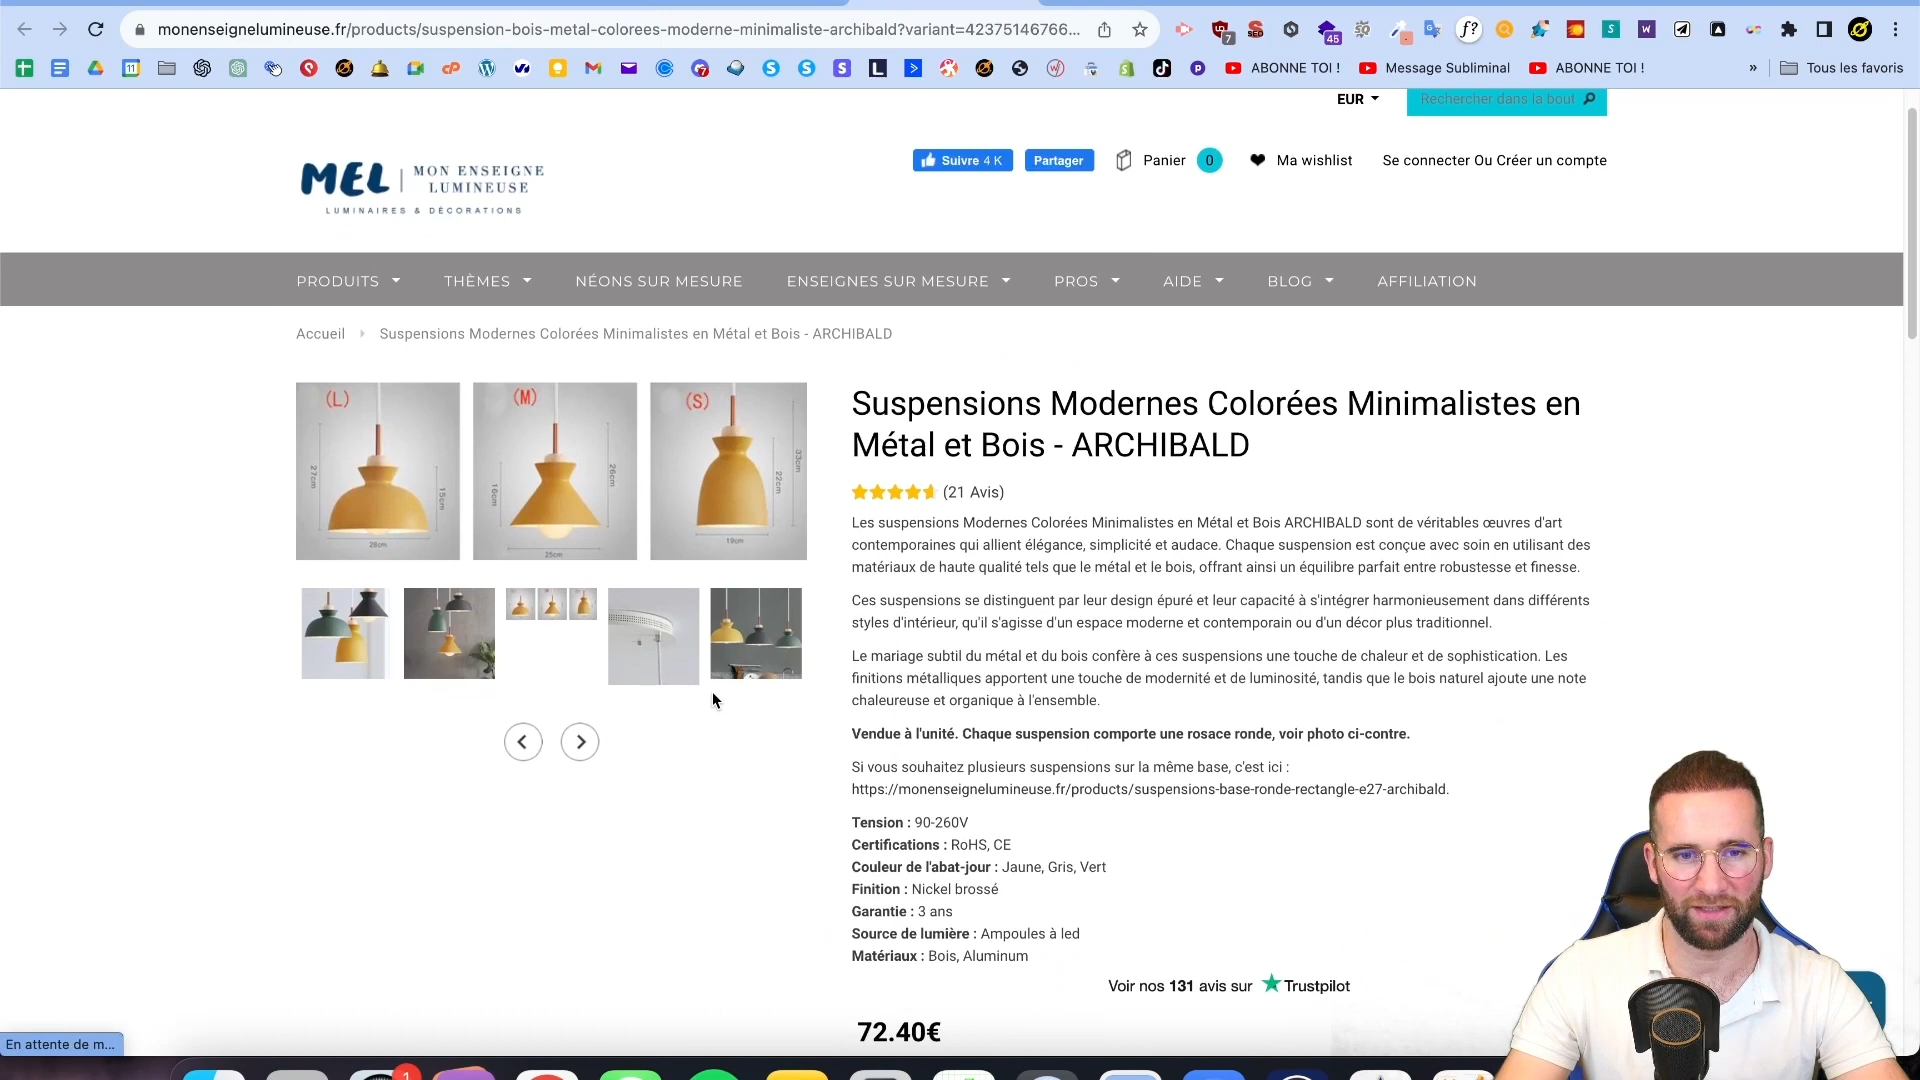 monenseignelumineuse.fr/products/suspension-bois-metal-colorees-moderne-minimaliste-archibald?variant=42375146766...
ABONNE TOI !
Message Subliminal
ABONNE TOI !
»
Tous les favoris
EUR
Rechercher dans la bout
MEL | MON ENSEIGNE
LUMINEUSE
LUMINAIRES & DÉCORATIONS
Suivre 4 K
Partager
Panier 0
Ma wishlist
Se connecter Ou Créer un compte
PRODUITS
THÈMES
NÉONS SUR MESURE
ENSEIGNES SUR MESURE
PROS
AIDE
BLOG
AFFILIATION
Accueil
Suspensions Modernes Colorées Minimalistes en Métal et Bois - ARCHIBALD
(L)
27cm
15cm
28cm
(M)
16cm
26cm
25cm
(S)
33cm
22cm
19cm
Suspensions Modernes Colorées Minimalistes en
Métal et Bois - ARCHIBALD
(21 Avis)
Les suspensions Modernes Colorées Minimalistes en Métal et Bois ARCHIBALD sont de véritables œuvres d'art
contemporaines qui allient élégance, simplicité et audace. Chaque suspension est conçue avec soin en utilisant des
matériaux de haute qualité tels que le métal et le bois, offrant ainsi un équilibre parfait entre robustesse et finesse.
Ces suspensions se distinguent par leur design épuré et leur capacité à s'intégrer harmonieusement dans différents
styles d'intérieur, qu'il s'agisse d'un espace moderne et contemporain ou d'un décor plus traditionnel.
Le mariage subtil du métal et du bois confère à ces suspensions une touche de chaleur et de sophistication. Les
finitions métalliques apportent une touche de modernité et de luminosité, tandis que le bois naturel ajoute une note
chaleureuse et organique à l'ensemble.
Vendue à l'unité. Chaque suspension comporte une rosace ronde, voir photo ci-contre.
Si vous souhaitez plusieurs suspensions sur la même base, c'est ici :
https://monenseignelumineuse.fr/products/suspensions-base-ronde-rectangle-e27-archibald.
Tension : 90-260V
Certifications : RoHS, CE
Couleur de l'abat-jour : Jaune, Gris, Vert
Finition : Nickel brossé
Garantie : 3 ans
Source de lumière : Ampoules à led
Matériaux : Bois, Aluminum
Voir nos 131 avis sur Trustpilot
72.40€
En attente de m...
1